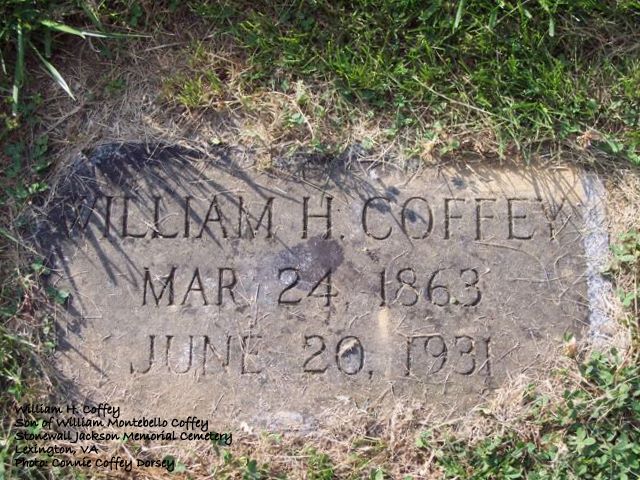 WILLIAM H. COFFEY
MAR 24, 1863
JUNE 20, 1931
William H. Coffey
Son of William Montebello Coffey
Stonewall Jackson Memorial Cemetery
Lexington, VA
Photo: Connie Coffey Dorsey